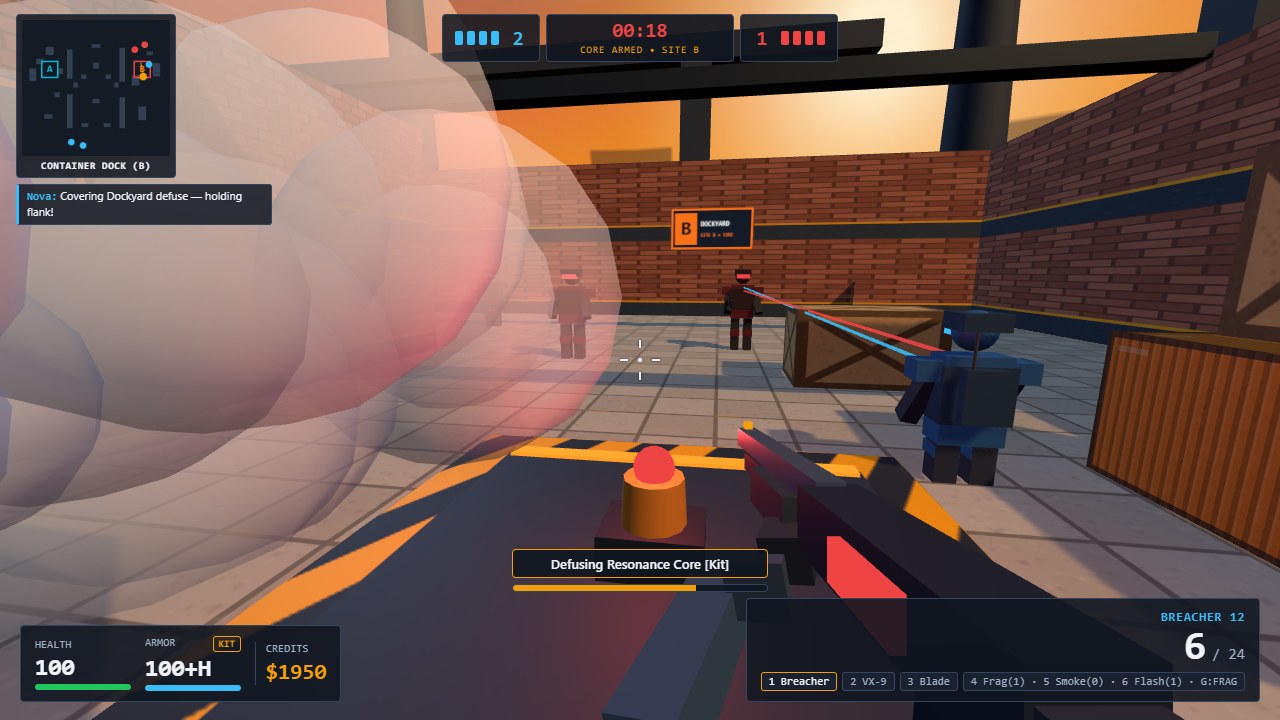 A
B
CONTAINER DOCK (B)
Nova: Covering Dockyard defuse — holding
flank!
2
00:18
CORE ARMED • SITE B
1
B
DOCKYARD
Defusing Resonance Core [Kit]
HEALTH
100
ARMOR
KIT
100+H
CREDITS
$1950
BREACHER 12
6 / 24
1 Breacher
2 VX-9
3 Blade
4 Frag(1) · 5 Smoke(0) · 6 Flash(1) · G:FRAG